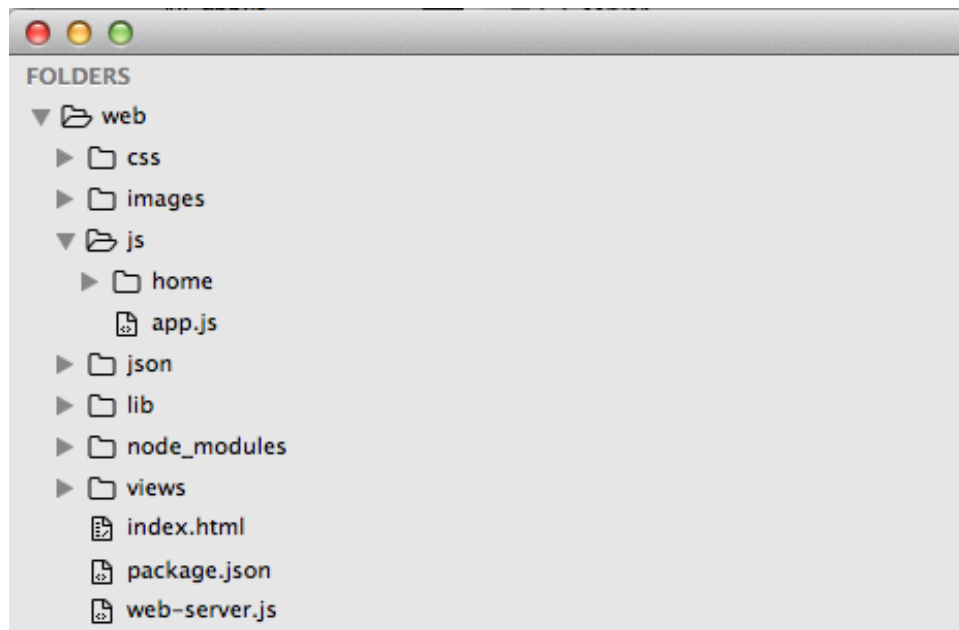 FOLDERS
web
css
images
js
home
app.js
json
lib
node_modules
views
index.html
package.json
web-server.js